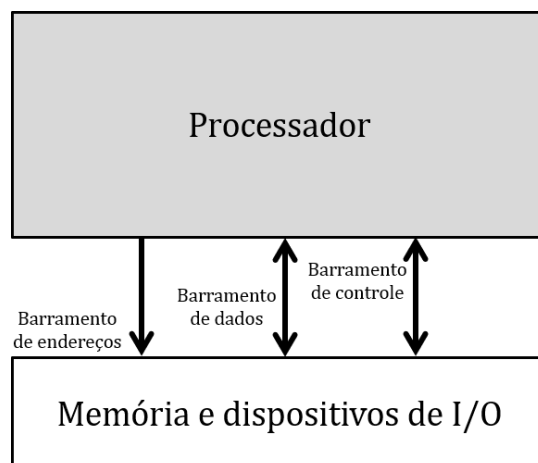 Processador
Barramento
de endereços
Barramento
de dados
Barramento
de controle
Memória e dispositivos de I/O